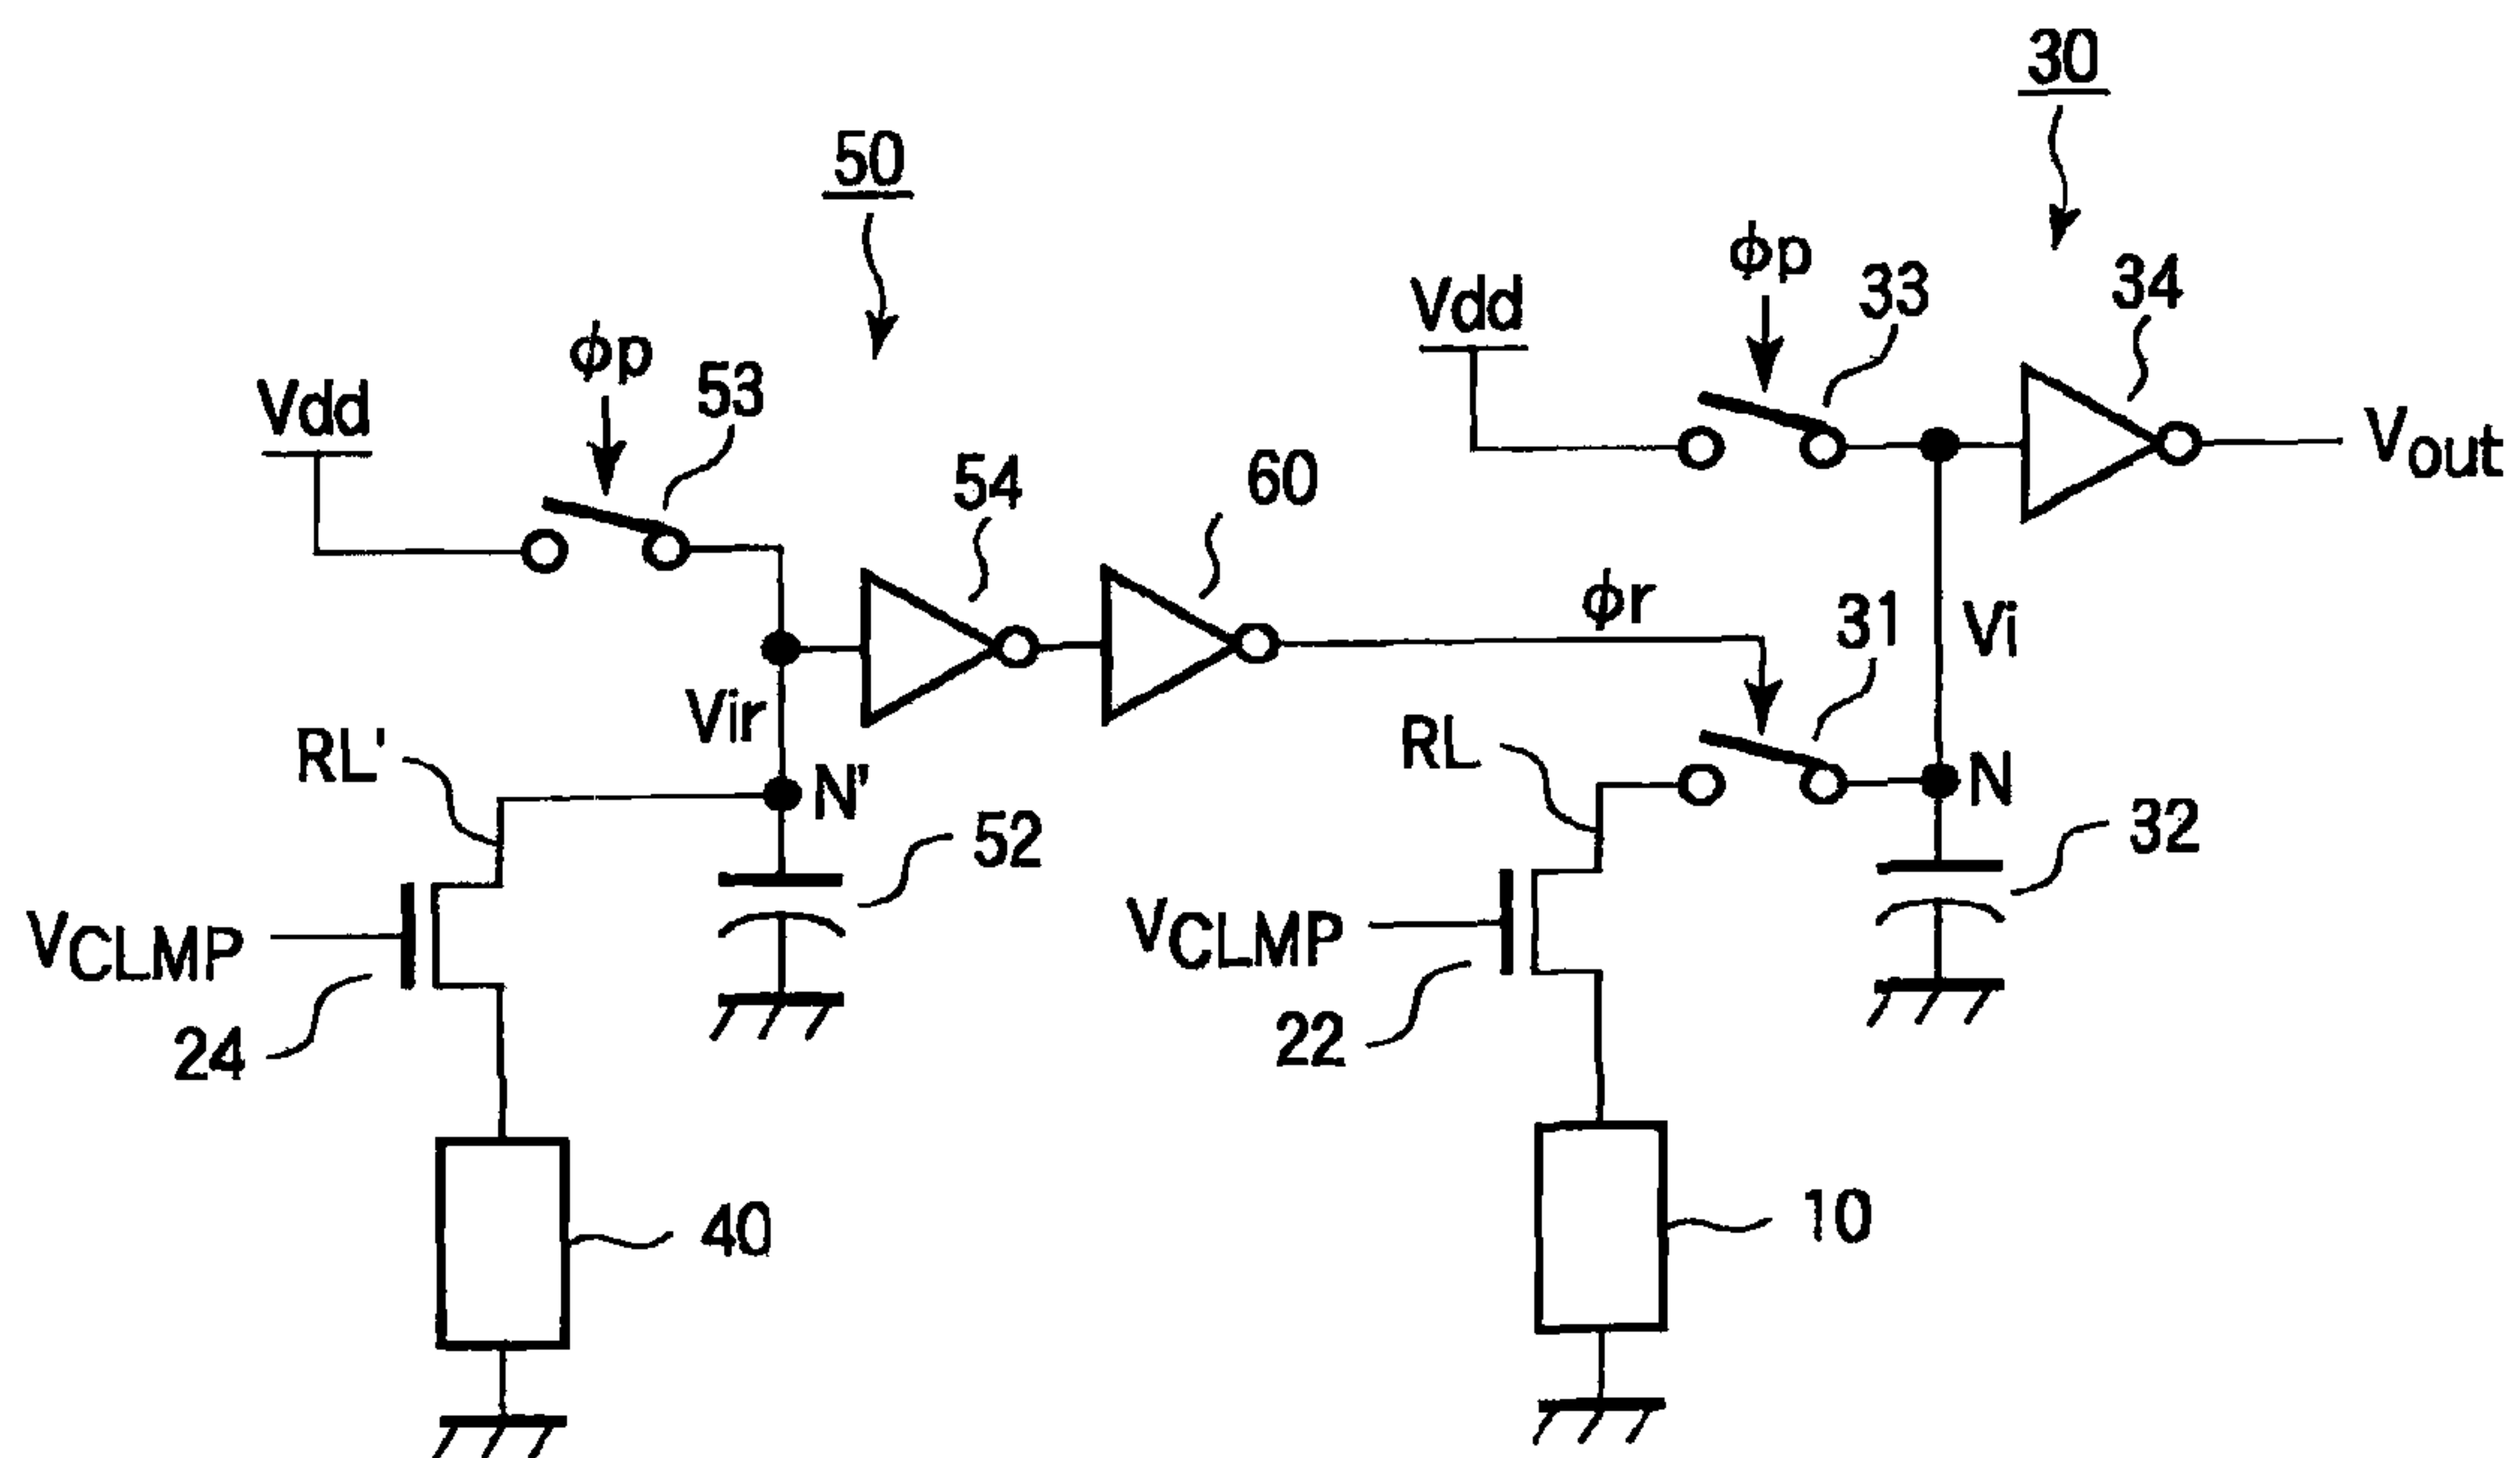 30
50
ϕp
33
34
Vdd
ϕp
53
Vdd
Vout
54
60
ϕr
31
Vi
Vir
RL'
RL
N'
N
52
32
VCLMP
VCLMP
24
22
40
10